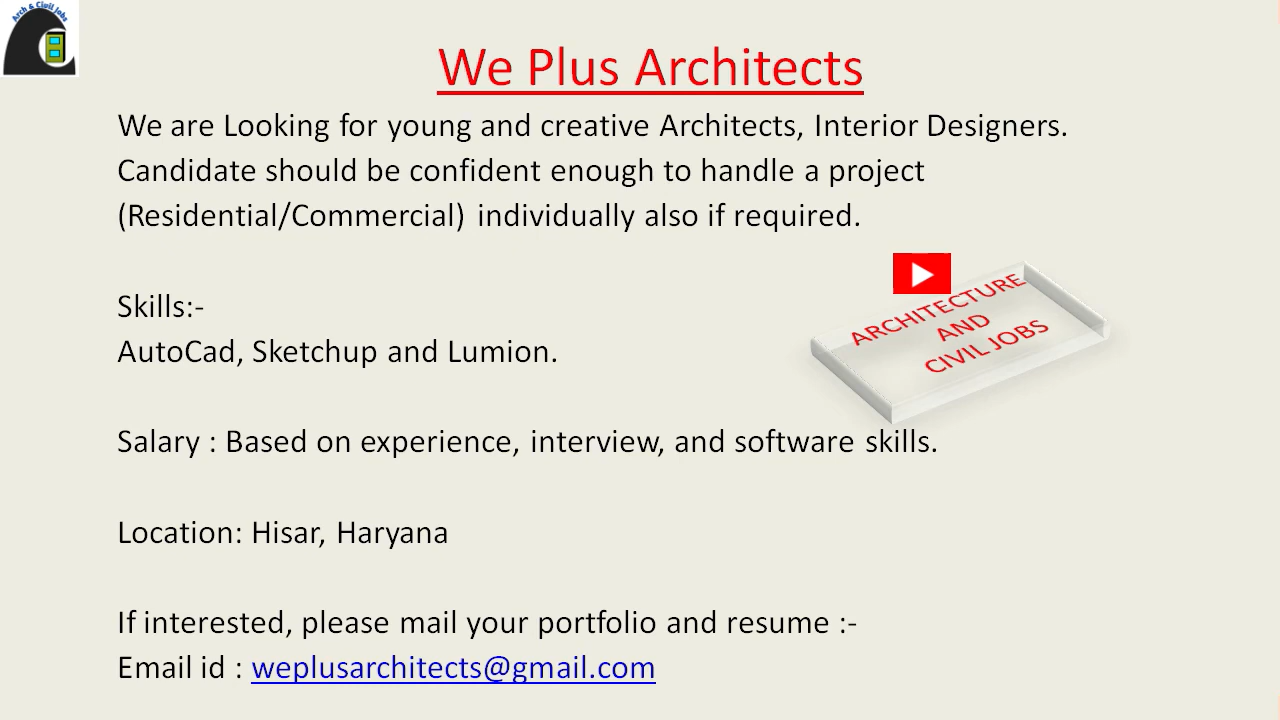 Arch & Civil Jobs
We Plus Architects
We are Looking for young and creative Architects, Interior Designers.
Candidate should be confident enough to handle a project
(Residential/Commercial) individually also if required.
Skills:-
AutoCad, Sketchup and Lumion.
ARCHITECTURE
AND
CIVIL JOBS
Salary : Based on experience, interview, and software skills.
Location: Hisar, Haryana
If interested, please mail your portfolio and resume :-
Email id : weplusarchitects@gmail.com